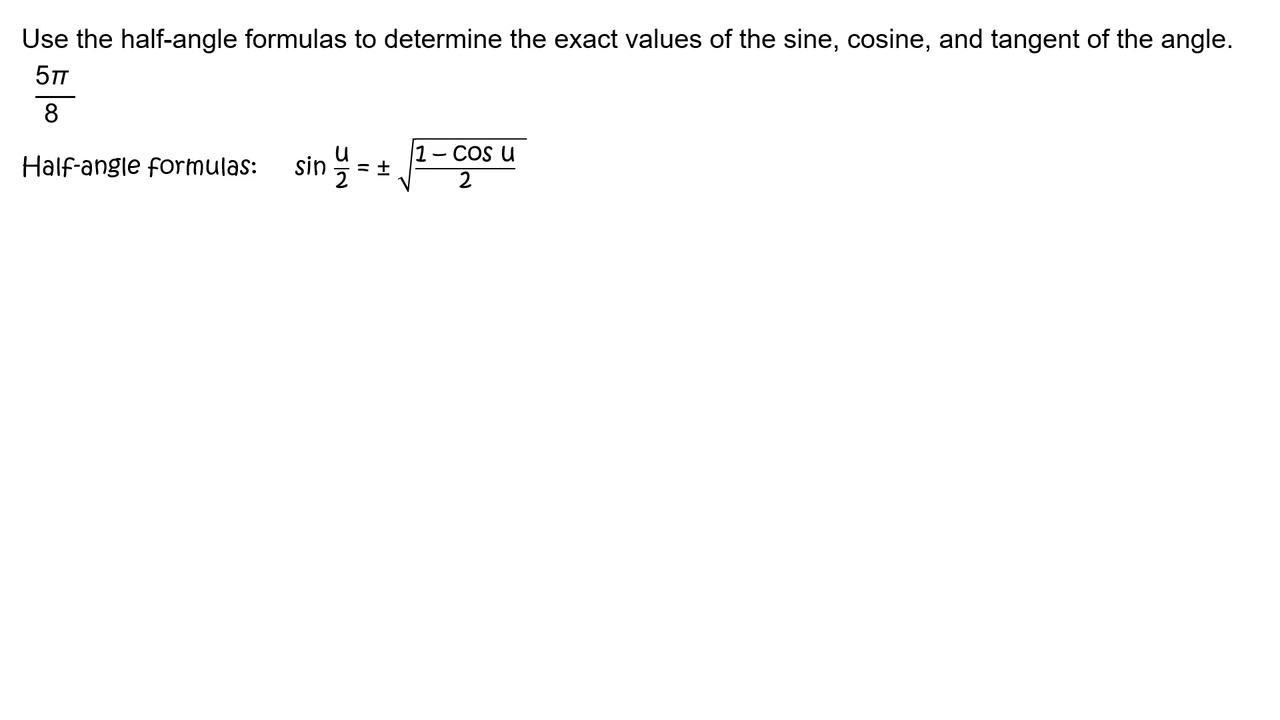 Use the half-angle formulas to determine the exact values of the sine, cosine, and tangent of the angle.
5π
8
Half-angle formulas: sin u/2 = ± √(1 – cos u / 2)